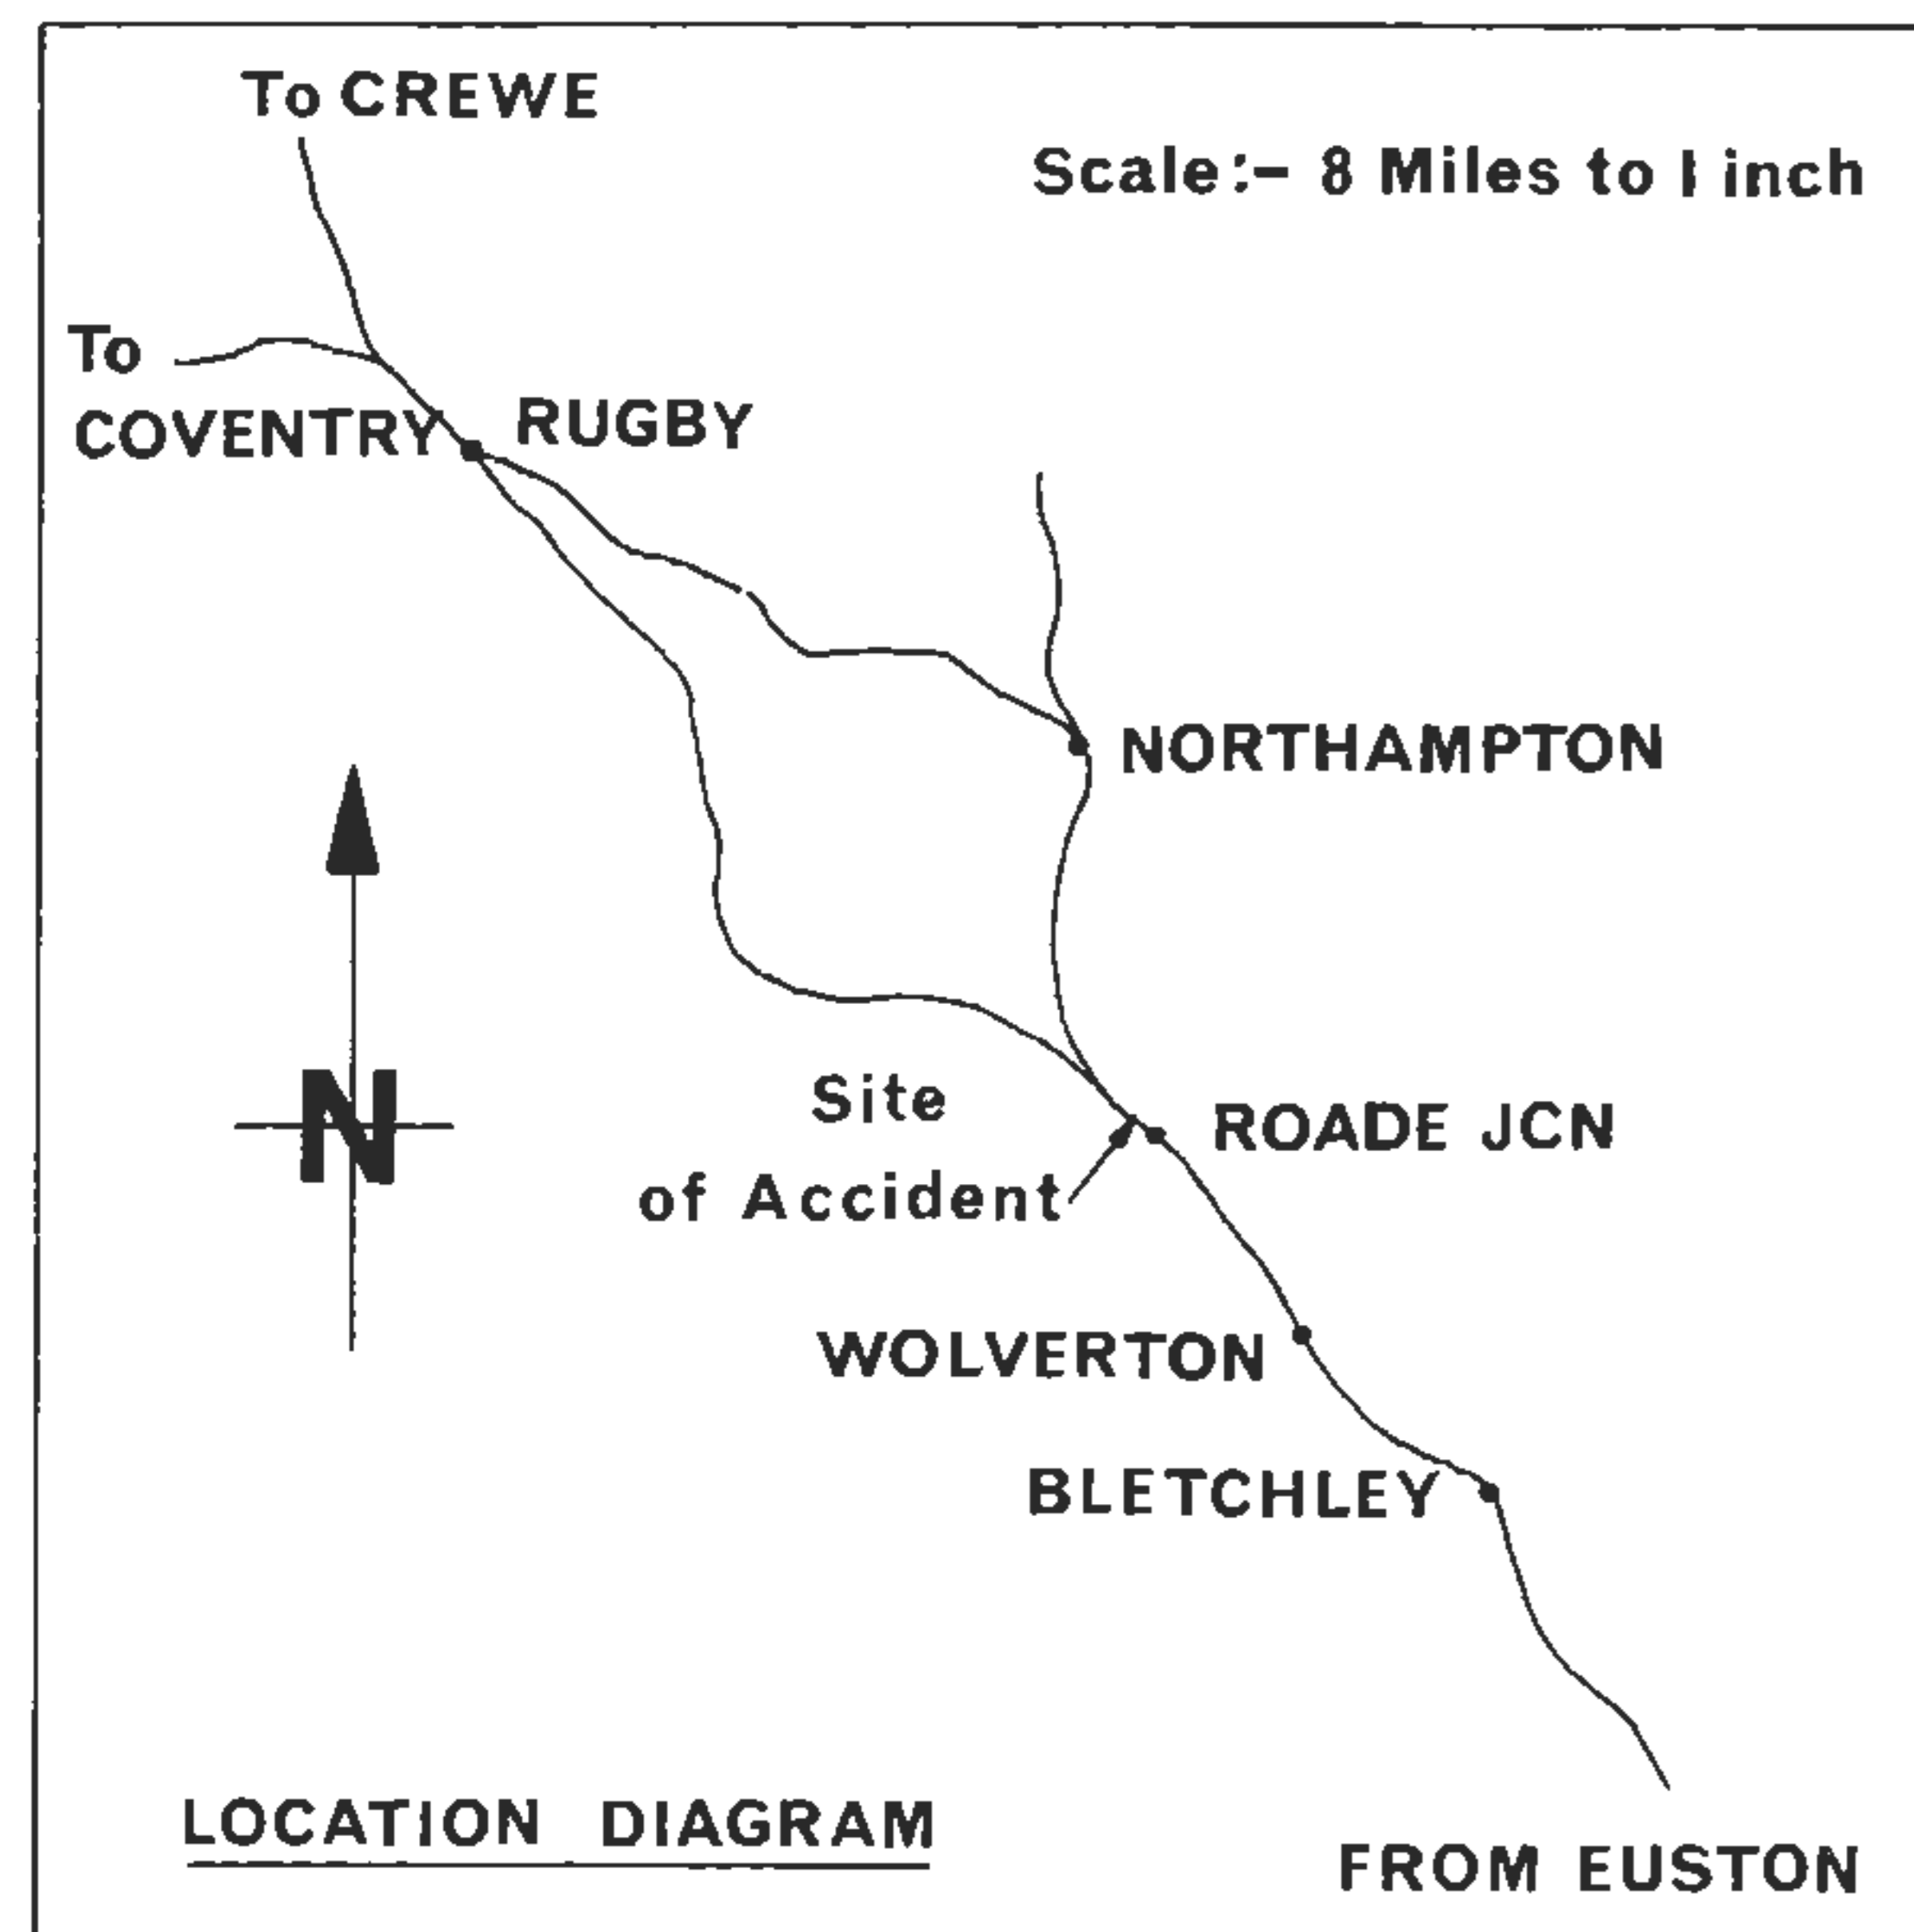 To CREWE
Scale:- 8 Miles to 1 inch
To
COVENTRY
RUGBY
NORTHAMPTON
N
Site
of Accident
ROADE JCN
WOLVERTON
BLETCHLEY
LOCATION DIAGRAM
FROM EUSTON